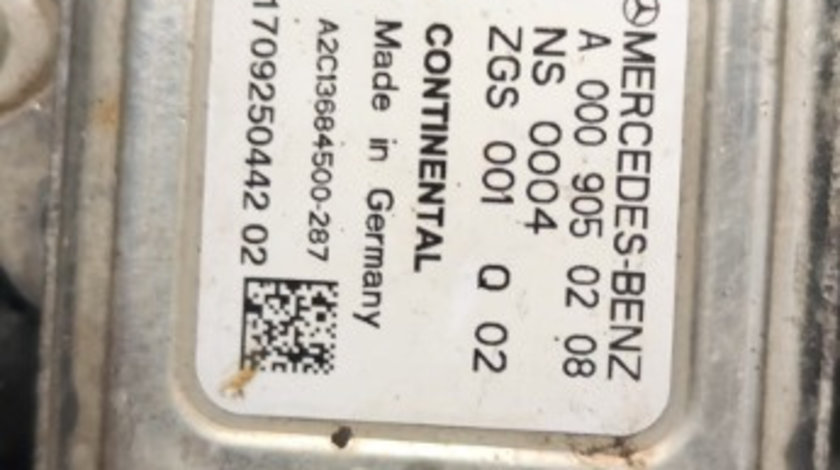 MERCEDES-BENZ
A 000 905 02 08
NS 0004
ZGS 001 Q 02
CONTINENTAL
Made in Germany
A2C13684500-287
1709250442 02